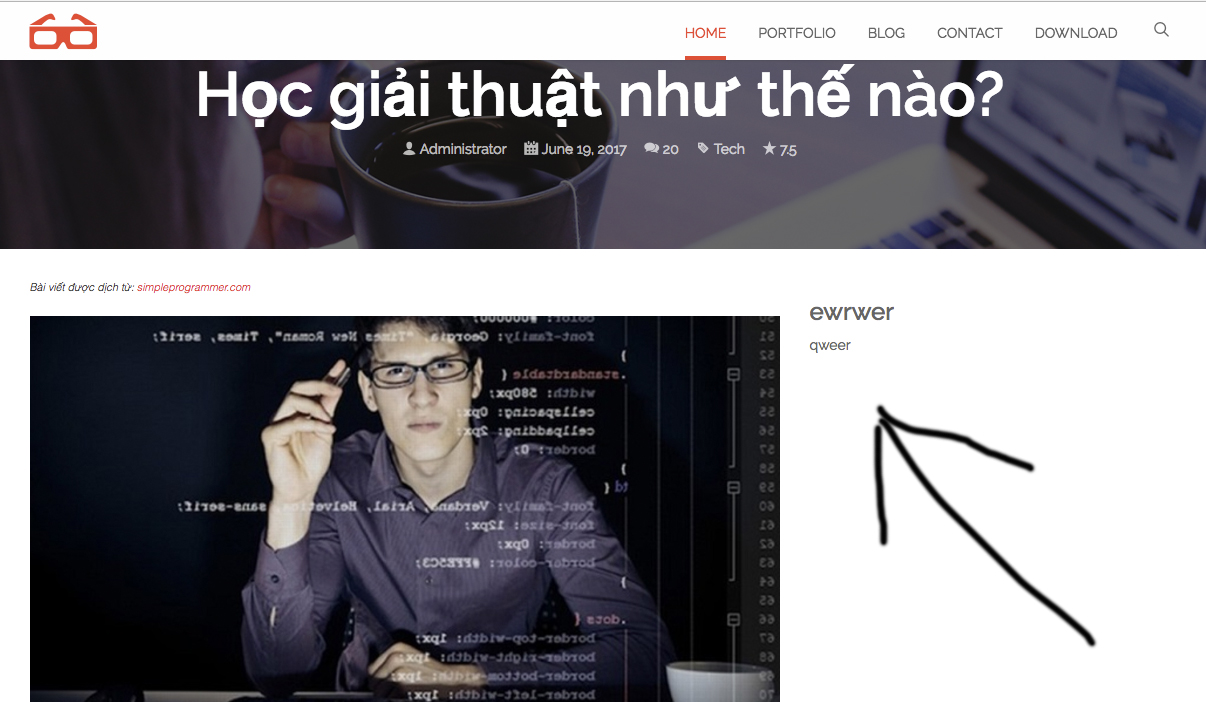 HOME PORTFOLIO BLOG CONTACT DOWNLOAD
Học giải thuật như thế nào?
Administrator June 19, 2017 20 Tech 7.5
Bài viết được dịch từ: simpleprogrammer.com
ewrwer
qweer
color: #000000;
font-family: Georgia, "Times New Roman", Times, serif;
}
.standardtable {
width: 580px;
cellspacing: 0px;
cellpadding: 2px;
border: 0;
}
td {
font-family: Verdana, Arial, Helvetica, sans-serif;
font-size: 12px;
border: 0px;
border-color: #FFE5C3;
}
.dots {
border-top-width: 1px;
border-right-width: 1px;
border-bottom-width: 1px;
border-left-width: 1px;
50
51
52
53
54
55
56
57
58
59
60
61
62
63
64
65
66
67
68
69
70